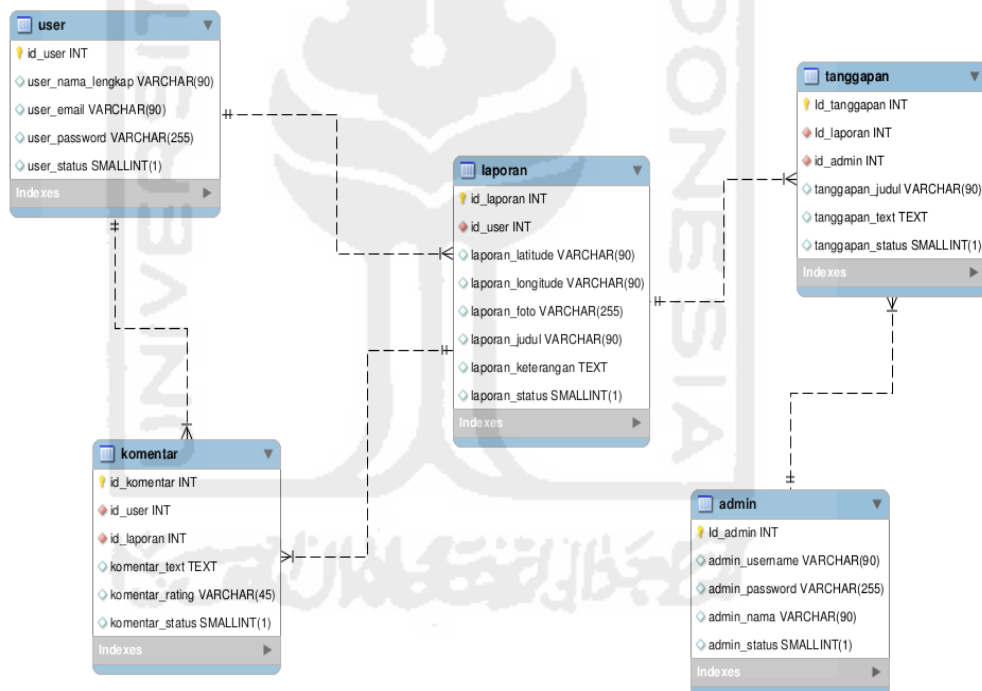 user
id_user INT
user_nama_lengkap VARCHAR(90)
user_email VARCHAR(90)
user_password VARCHAR(255)
user_status SMALLINT(1)
Indexes
tanggapan
Id_tanggapan INT
Id_laporan INT
id_admin INT
tanggapan_judul VARCHAR(90)
tanggapan_text TEXT
tanggapan_status SMALLINT(1)
Indexes
laporan
id_laporan INT
id_user INT
laporan_latitude VARCHAR(90)
laporan_longitude VARCHAR(90)
laporan_foto VARCHAR(255)
laporan_judul VARCHAR(90)
laporan_keterangan TEXT
laporan_status SMALLINT(1)
Indexes
komentar
id_komentar INT
id_user INT
id_laporan INT
komentar_text TEXT
komentar_rating VARCHAR(45)
komentar_status SMALLINT(1)
Indexes
admin
Id_admin INT
admin_username VARCHAR(90)
admin_password VARCHAR(255)
admin_nama VARCHAR(90)
admin_status SMALLINT(1)
Indexes